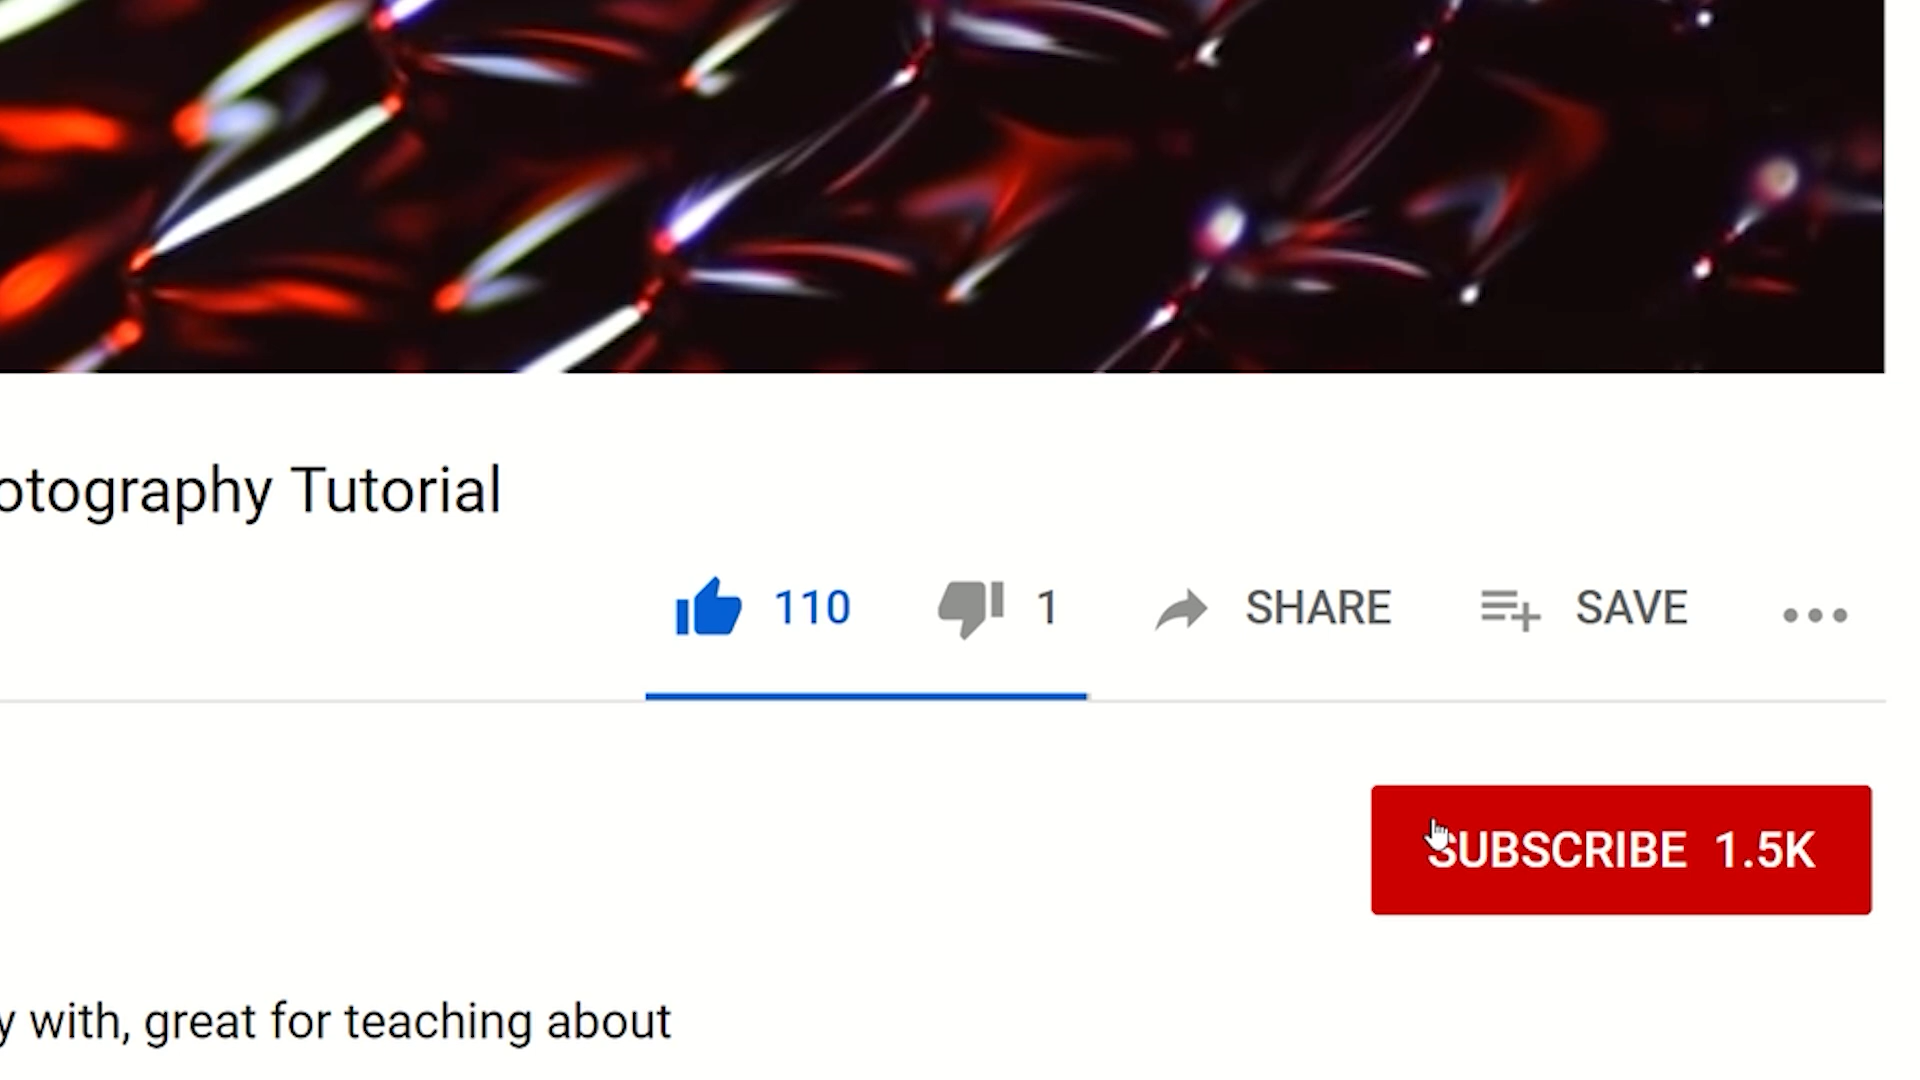 otography Tutorial
110 1 SHARE SAVE
SUBSCRIBE 1.5K
y with, great for teaching about